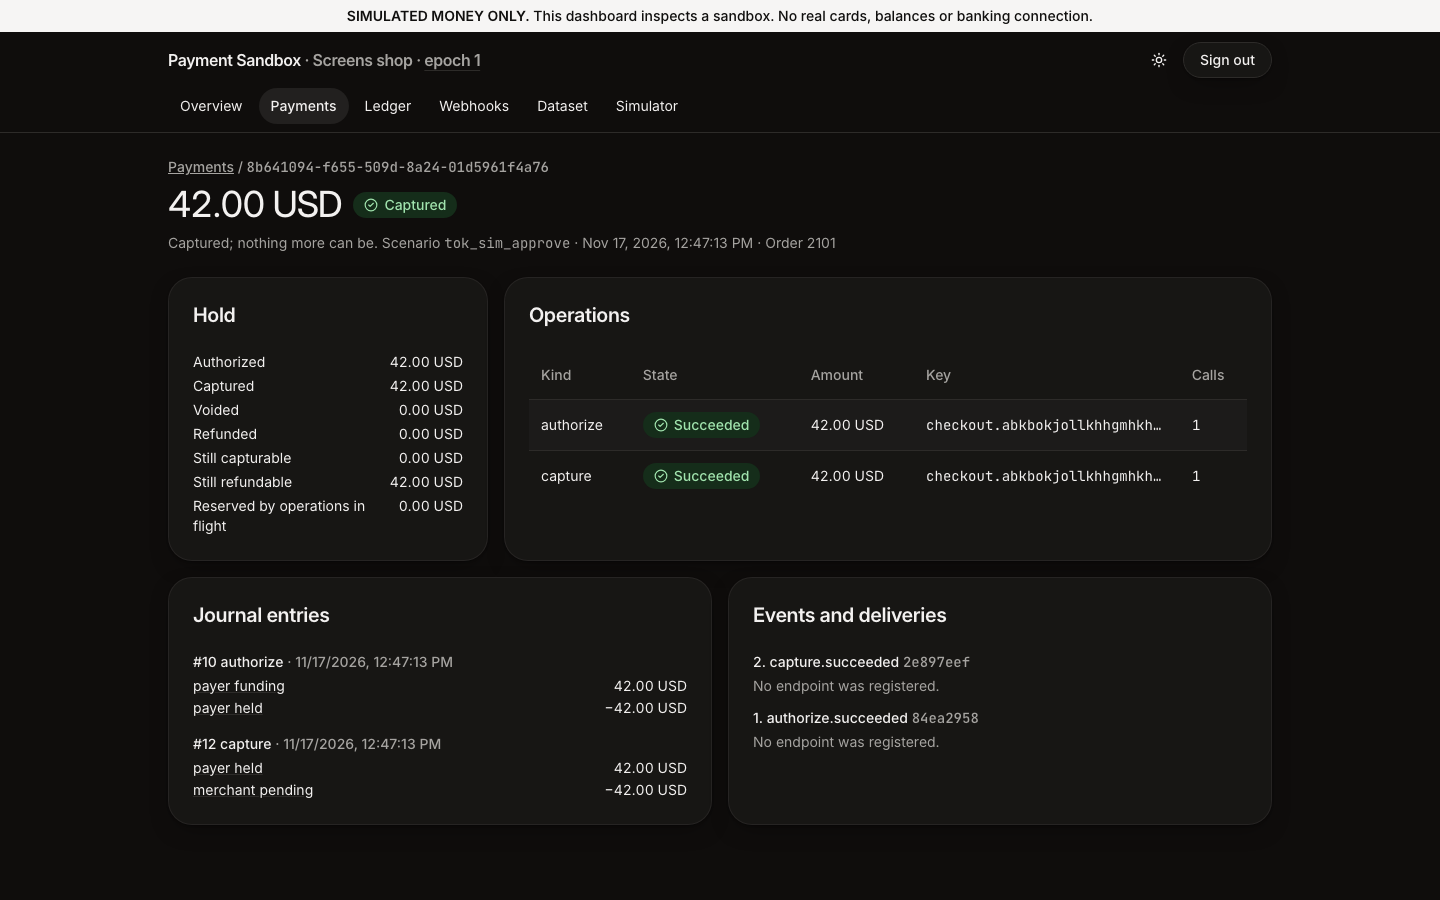 SIMULATED MONEY ONLY. This dashboard inspects a sandbox. No real cards, balances or banking connection.
Payment Sandbox · Screens shop · epoch 1
Sign out
Overview Payments Ledger Webhooks Dataset Simulator
Payments / 8b641094-f655-509d-8a24-01d5961f4a76
42.00 USD Captured
Captured; nothing more can be. Scenario tok_sim_approve · Nov 17, 2026, 12:47:13 PM · Order 2101
Hold
Authorized 42.00 USD
Captured 42.00 USD
Voided 0.00 USD
Refunded 0.00 USD
Still capturable 0.00 USD
Still refundable 42.00 USD
Reserved by operations in flight 0.00 USD
Operations
Kind State Amount Key Calls
authorize Succeeded 42.00 USD checkout.abkbokjollkhhgmhkh… 1
capture Succeeded 42.00 USD checkout.abkbokjollkhhgmhkh… 1
Journal entries
#10 authorize · 11/17/2026, 12:47:13 PM
payer funding 42.00 USD
payer held −42.00 USD
#12 capture · 11/17/2026, 12:47:13 PM
payer held 42.00 USD
merchant pending −42.00 USD
Events and deliveries
2. capture.succeeded 2e897eef
No endpoint was registered.
1. authorize.succeeded 84ea2958
No endpoint was registered.